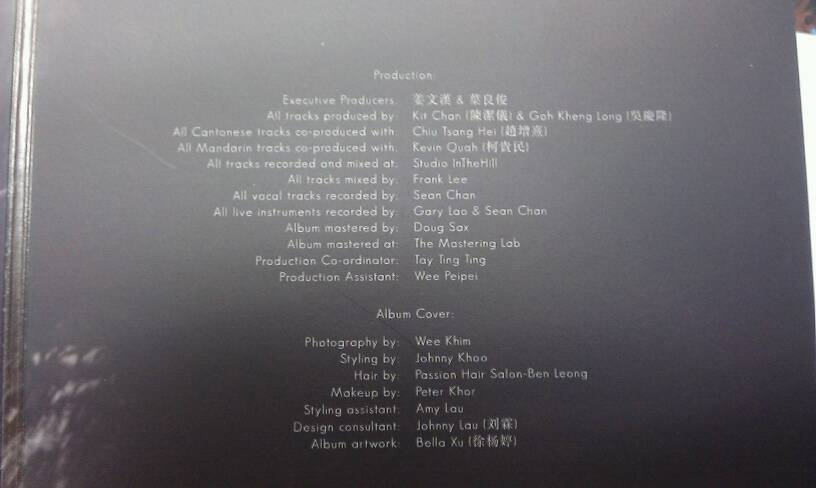 Production:
Executive Producers: 姜文漢 & 葉良俊
All tracks produced by: Kit Chan (陳潔儀) & Goh Kheng Long (吳慶隆)
All Cantonese tracks co-produced with: Chiu Tsang Hei (趙增熹)
All Mandarin tracks co-produced with: Kevin Quah (柯貴民)
All tracks recorded and mixed at: Studio InTheHill
All tracks mixed by: Frank Lee
All vocal tracks recorded by: Sean Chan
All live instruments recorded by: Gary Lao & Sean Chan
Album mastered by: Doug Sax
Album mastered at: The Mastering Lab
Production Co-ordinator: Tay Ting Ting
Production Assistant: Wee Peipei
Album Cover:
Photography by: Wee Khim
Styling by: Johnny Khoo
Hair by: Passion Hair Salon-Ben Leong
Makeup by: Peter Khor
Styling assistant: Amy Lau
Design consultant: Johnny Lau (刘霖)
Album artwork: Bella Xu (徐杨婷)